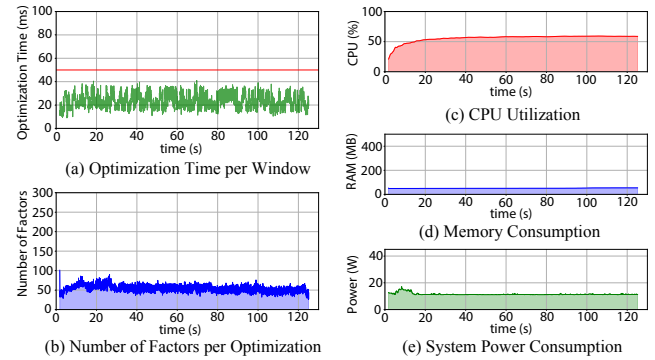 Optimization Time (ms)
100
80
60
40
20
0
0 20 40 60 80 100 120
time (s)
(a) Optimization Time per Window
Number of Factors
300
250
200
150
100
50
0
0 20 40 60 80 100 120
time (s)
(b) Number of Factors per Optimization
CPU (%)
100
50
0
0 20 40 60 80 100 120
time (s)
(c) CPU Utilization
RAM (MB)
400
200
0
0 20 40 60 80 100 120
time (s)
(d) Memory Consumption
Power (W)
40
20
0
0 20 40 60 80 100 120
time (s)
(e) System Power Consumption